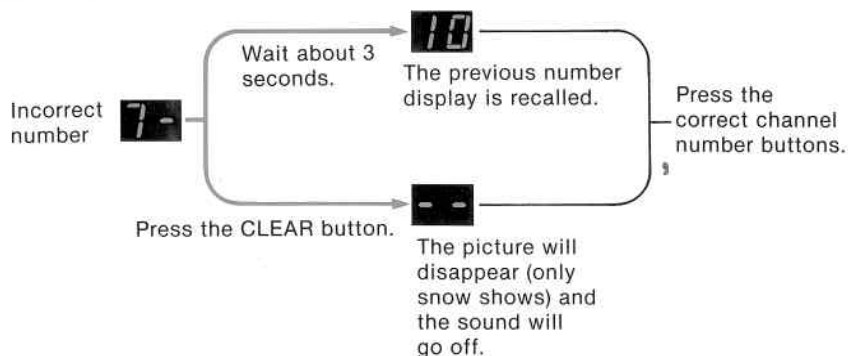 Incorrect
number
7-
Wait about 3
seconds.
10
The previous number
display is recalled.
Press the CLEAR button.
- -
The picture will
disappear (only
snow shows) and
the sound will
go off.
Press the
correct channel
number buttons.